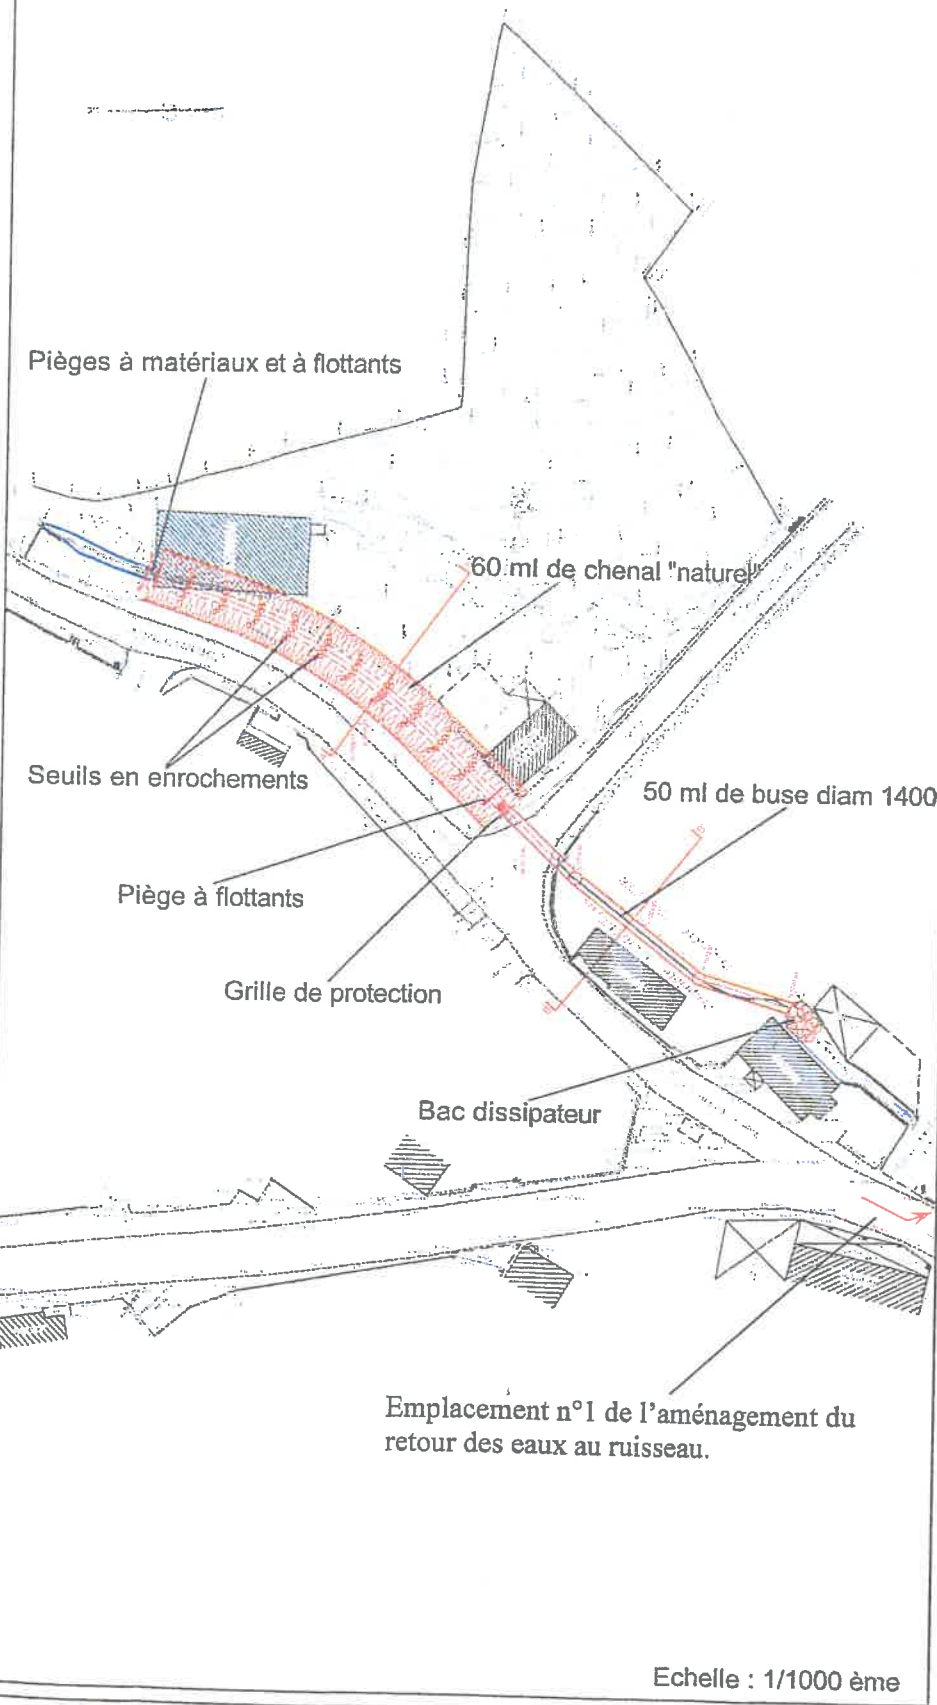 Pièges à matériaux et à flottants
60 ml de chenal "naturel"
Seuils en enrochements
50 ml de buse diam 1400
Piège à flottants
Grille de protection
Bac dissipateur
Emplacement n°1 de l'aménagement du
retour des eaux au ruisseau.
Echelle : 1/1000 ème